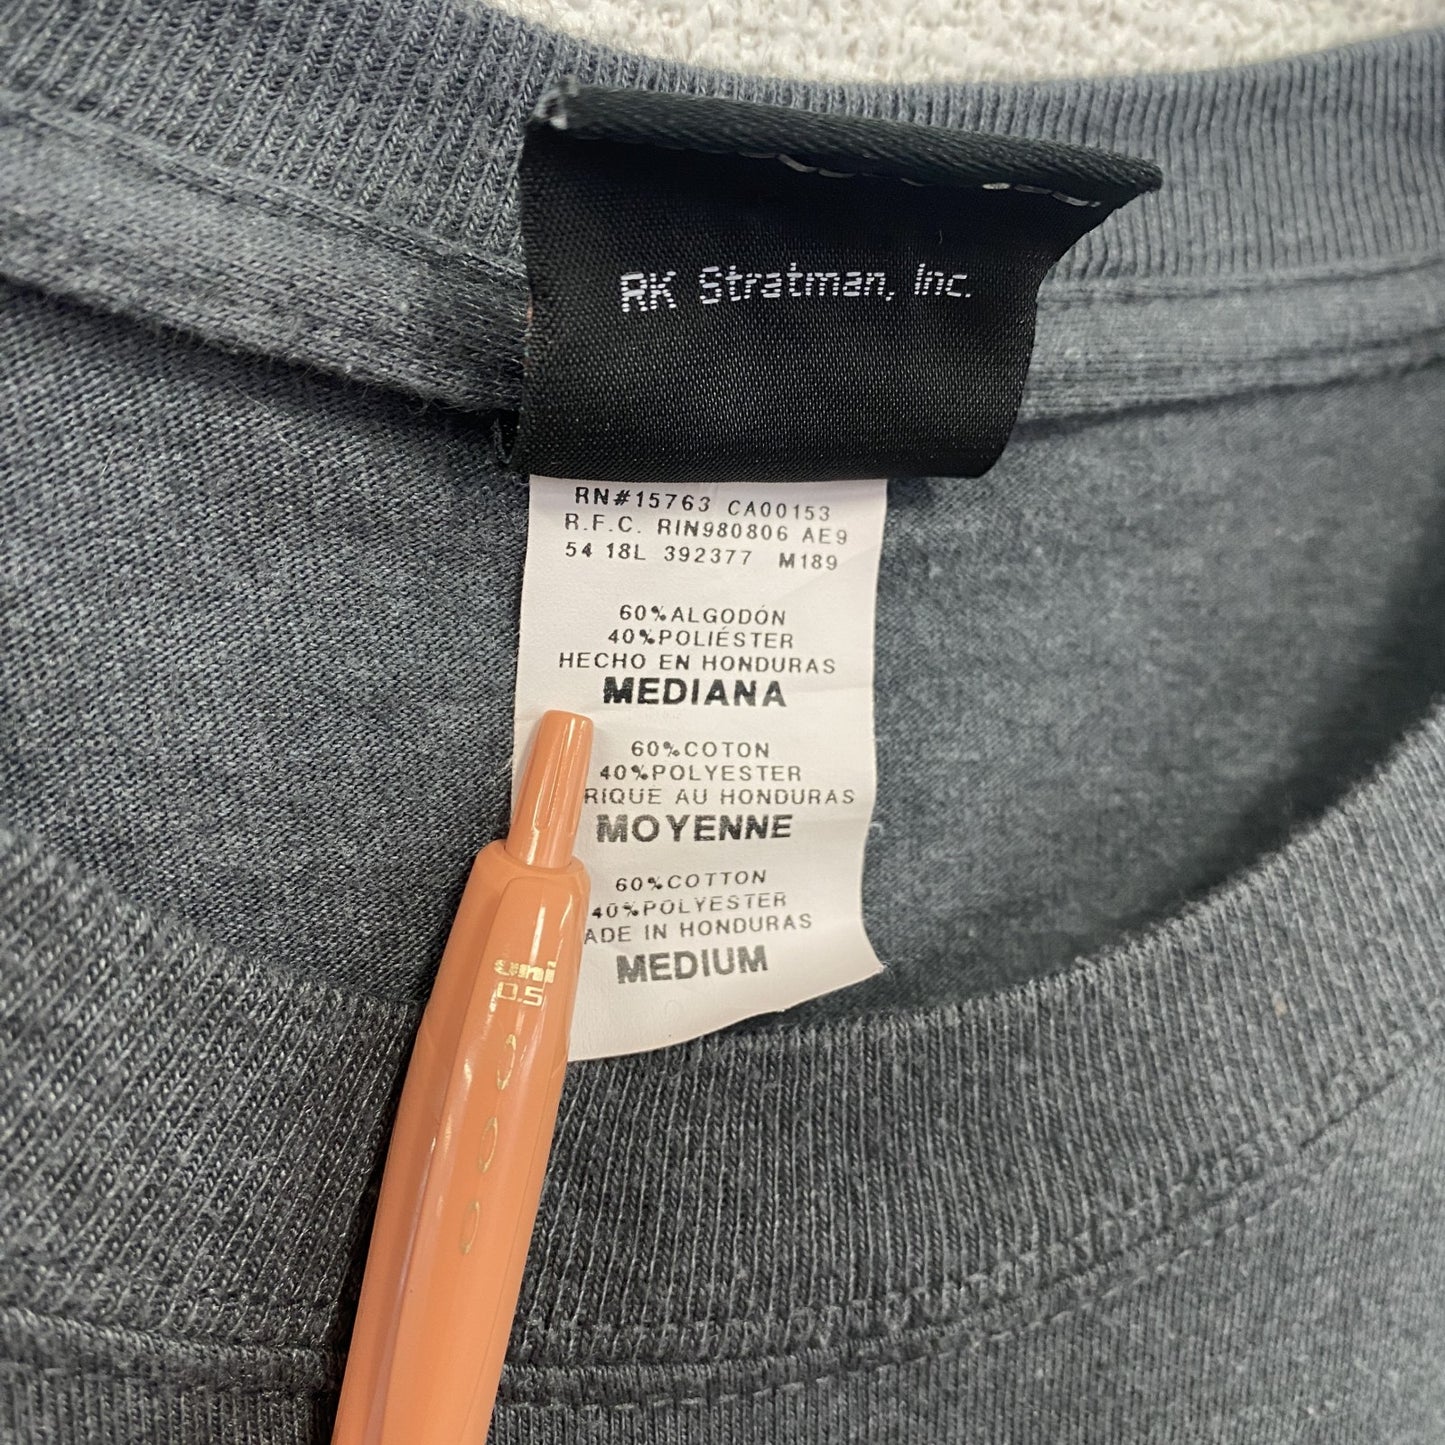 RK Stratman, Inc.
RN#15763 CA00153
R.F.C. RIN980806 AE9
54 18L 392377 M189
60%ALGODÓN
40%POLIÉSTER
HECHO EN HONDURAS
MEDIANA
60%COTON
40%POLYESTER
RIQUE AU HONDURAS
MOYENNE
60%COTTON
40%POLYESTER
ADE IN HONDURAS
MEDIUM
uni
0.5